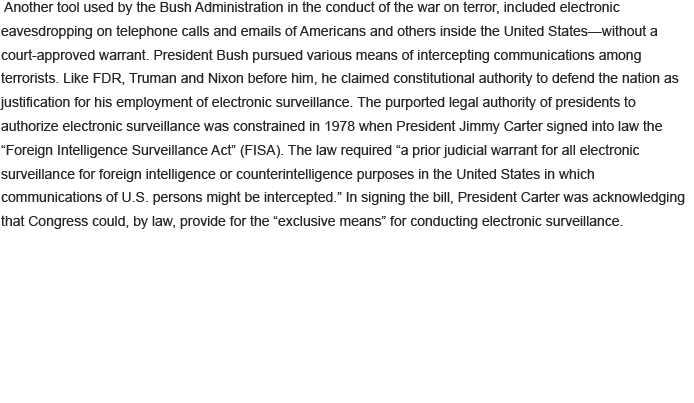 Another tool used by the Bush Administration in the conduct of the war on terror, included electronic
eavesdropping on telephone calls and emails of Americans and others inside the United States—without a
court-approved warrant. President Bush pursued various means of intercepting communications among
terrorists. Like FDR, Truman and Nixon before him, he claimed constitutional authority to defend the nation as
justification for his employment of electronic surveillance. The purported legal authority of presidents to
authorize electronic surveillance was constrained in 1978 when President Jimmy Carter signed into law the
“Foreign Intelligence Surveillance Act” (FISA). The law required “a prior judicial warrant for all electronic
surveillance for foreign intelligence or counterintelligence purposes in the United States in which
communications of U.S. persons might be intercepted.” In signing the bill, President Carter was acknowledging
that Congress could, by law, provide for the “exclusive means” for conducting electronic surveillance.